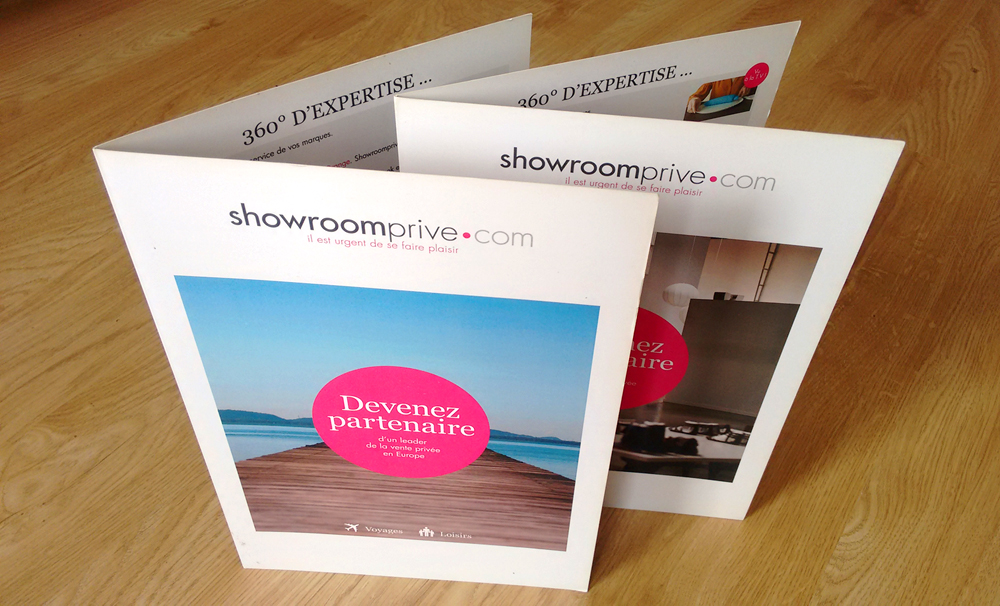 360° D'EXPERTISE ...
service de vos marques.
Showroompriv
360° D'EXPERTISE ...
showroomprive.com
il est urgent de se faire plaisir
Devenez
partenaire
d'un leader
de la vente privée
en Europe
Voyages Loisirs
showroomprive.com
il est urgent de se faire plaisir
nez
aire